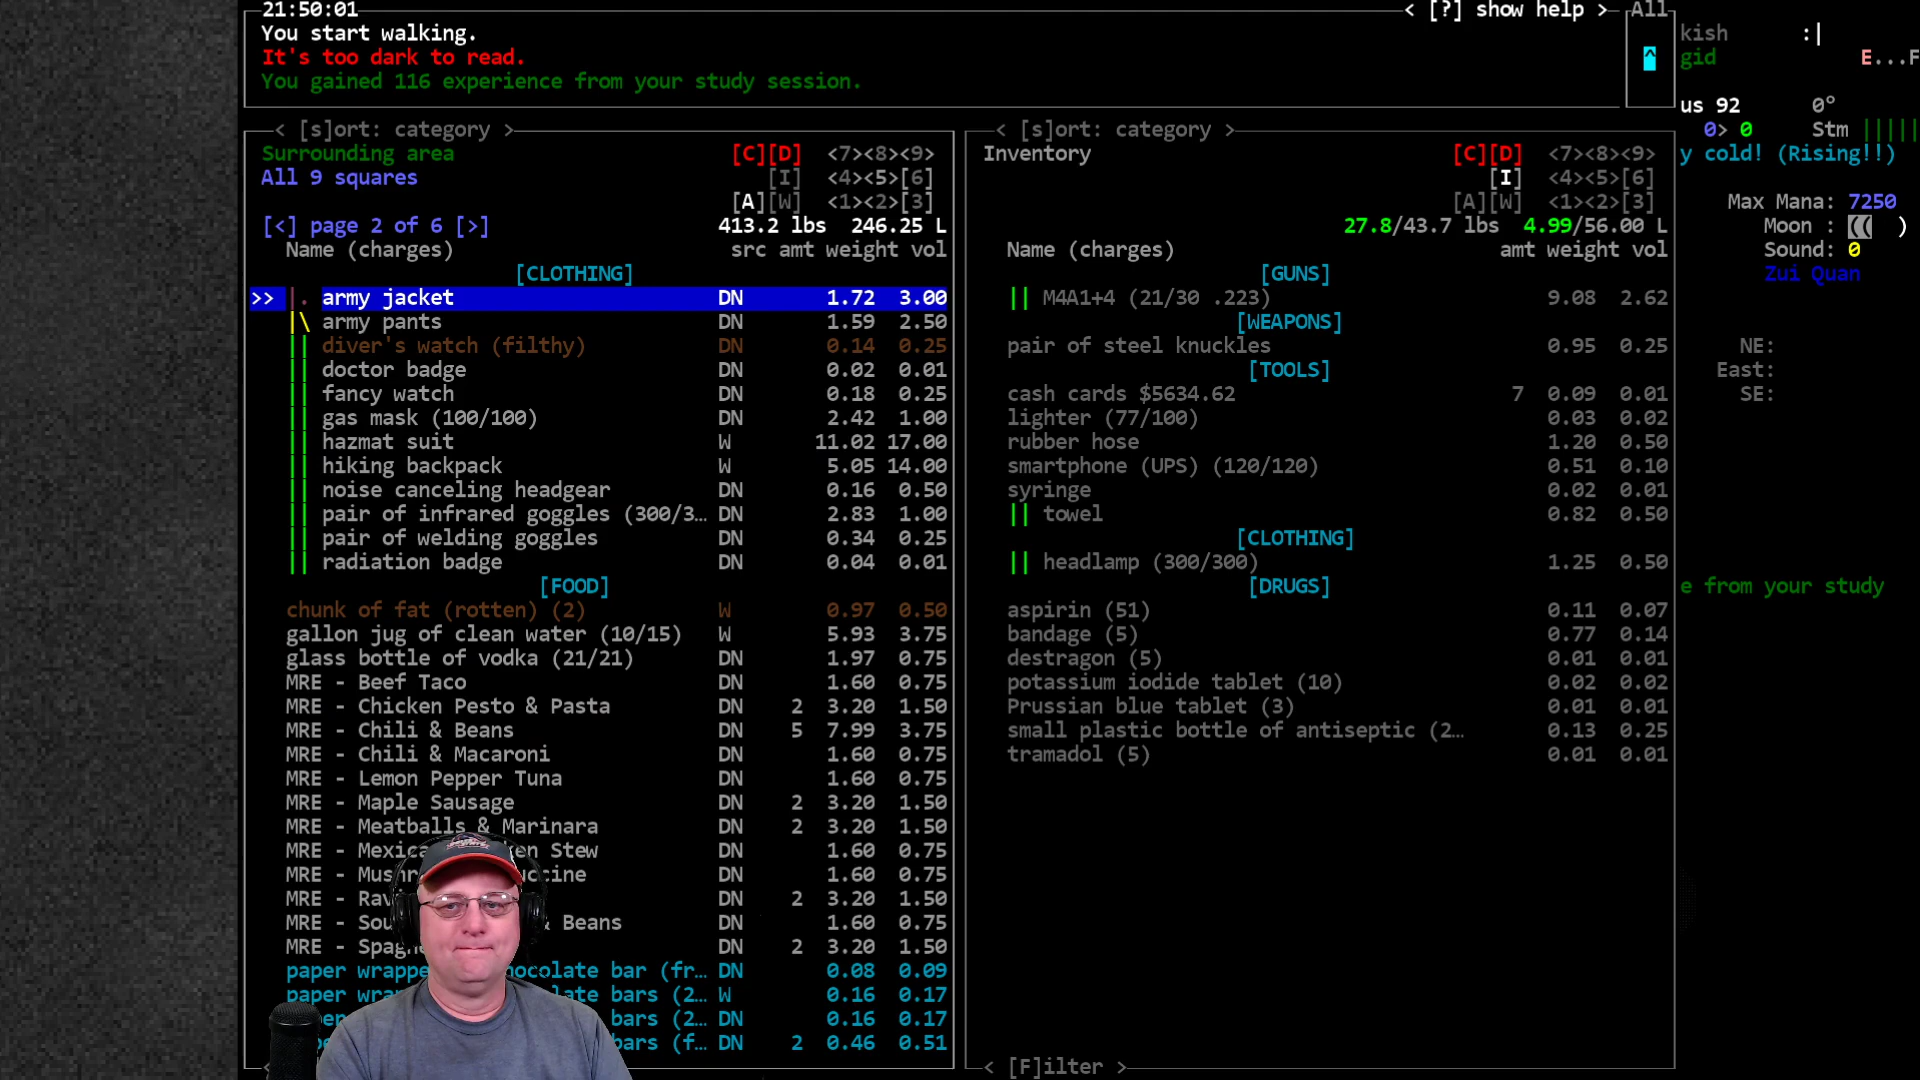 21:50:01
< [?] show help >
All
You start walking.
kish
:|
It's too dark to read.
^
gid
E...F
You gained 116 experience from your study session.
us 92
0°
0> 0
Stm |||||
y cold! (Rising!!)
Max Mana: 7250
Moon : (( )
Sound: 0
Zui Quan
NE:
East:
SE:
e from your study
< [s]ort: category >
Surrounding area
[C][D] <7><8><9>
All 9 squares
[I] <4><5>[6]
[A][W] <1><2>[3]
[<] page 2 of 6 [>]
413.2 lbs 246.25 L
Name (charges) src amt weight vol
[CLOTHING]
>> |. army jacket DN 1.72 3.00
|\ army pants DN 1.59 2.50
|| diver's watch (filthy) DN 0.14 0.25
|| doctor badge DN 0.02 0.01
|| fancy watch DN 0.18 0.25
|| gas mask (100/100) DN 2.42 1.00
|| hazmat suit W 11.02 17.00
|| hiking backpack W 5.05 14.00
|| noise canceling headgear DN 0.16 0.50
|| pair of infrared goggles (300/3… DN 2.83 1.00
|| pair of welding goggles DN 0.34 0.25
|| radiation badge DN 0.04 0.01
[FOOD]
chunk of fat (rotten) (2) W 0.97 0.50
gallon jug of clean water (10/15) W 5.93 3.75
glass bottle of vodka (21/21) DN 1.97 0.75
MRE - Beef Taco DN 1.60 0.75
MRE - Chicken Pesto & Pasta DN 2 3.20 1.50
MRE - Chili & Beans DN 5 7.99 3.75
MRE - Chili & Macaroni DN 1.60 0.75
MRE - Lemon Pepper Tuna DN 1.60 0.75
MRE - Maple Sausage DN 2 3.20 1.50
MRE - Meatballs & Marinara DN 2 3.20 1.50
MRE - Stew DN 1.60 0.75
MRE - DN 1.60 0.75
MRE - DN 2 3.20 1.50
MRE - & Beans DN 1.60 0.75
MRE - DN 2 3.20 1.50
paper bar (fr… DN 0.08 0.09
paper bars (2… W 0.16 0.17
bars (2… DN 0.16 0.17
bars (f… DN 2 0.46 0.51
< [s]ort: category >
Inventory
[C][D] <7><8><9>
[I] <4><5>[6]
[A][W] <1><2>[3]
27.8/43.7 lbs 4.99/56.00 L
Name (charges) amt weight vol
[GUNS]
|| M4A1+4 (21/30 .223) 9.08 2.62
[WEAPONS]
pair of steel knuckles 0.95 0.25
[TOOLS]
cash cards $5634.62 7 0.09 0.01
lighter (77/100) 0.03 0.02
rubber hose 1.20 0.50
smartphone (UPS) (120/120) 0.51 0.10
syringe 0.02 0.01
|| towel 0.82 0.50
[CLOTHING]
|| headlamp (300/300) 1.25 0.50
[DRUGS]
aspirin (51) 0.11 0.07
bandage (5) 0.77 0.14
destragon (5) 0.01 0.01
potassium iodide tablet (10) 0.02 0.02
Prussian blue tablet (3) 0.01 0.01
small plastic bottle of antiseptic (2… 0.13 0.25
tramadol (5) 0.01 0.01
< [F]ilter >